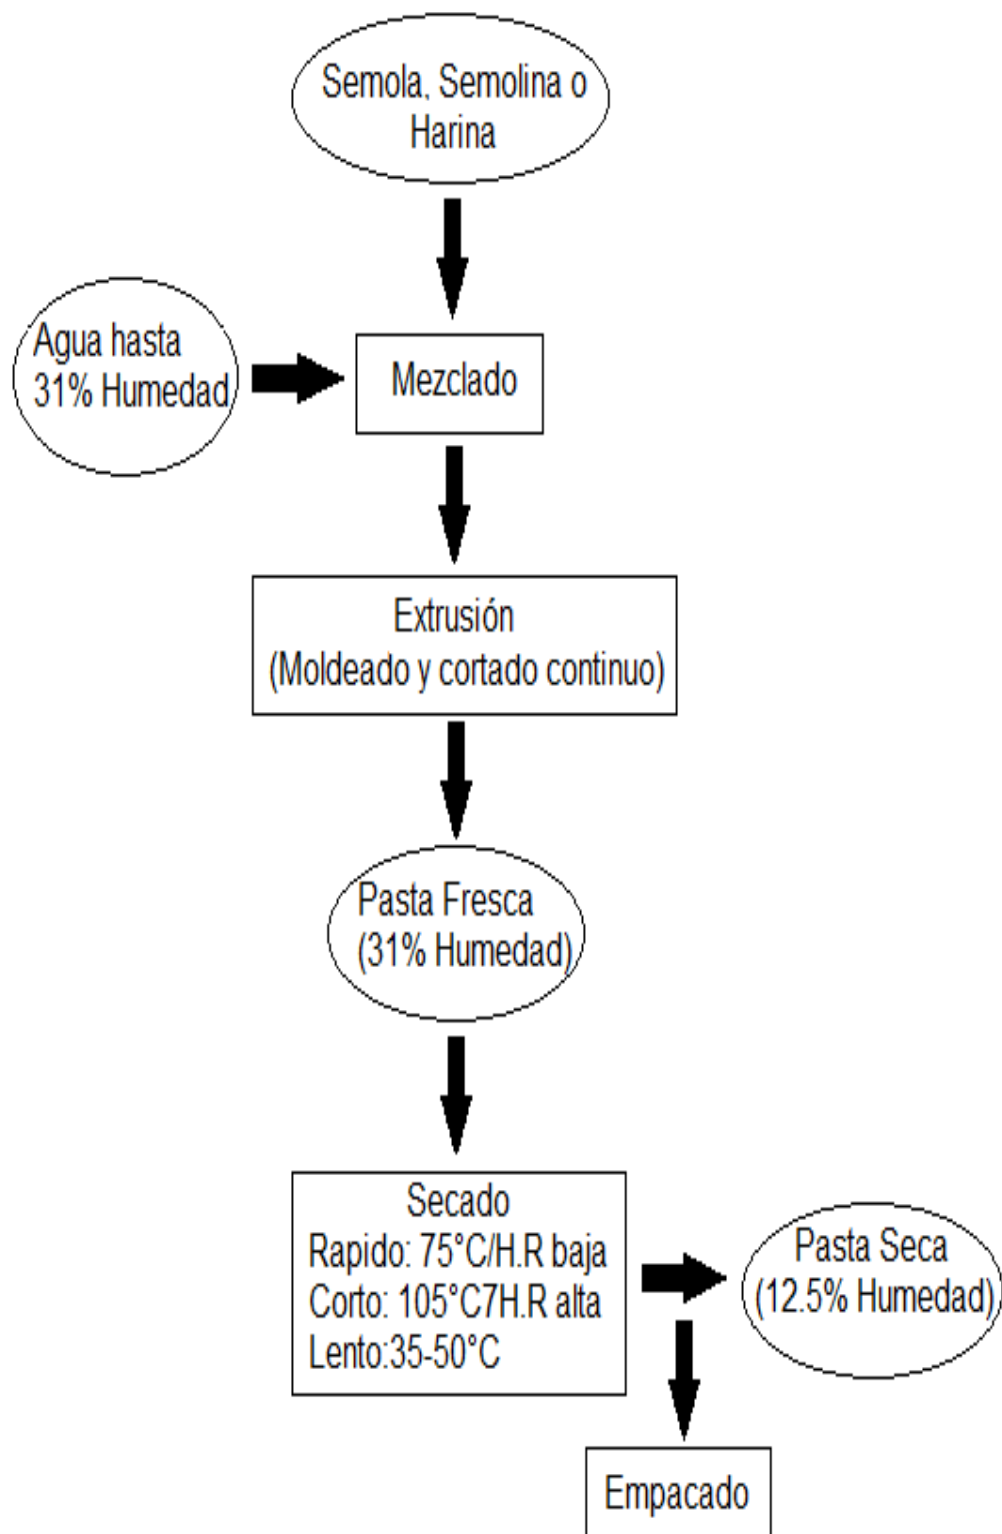 Semola, Semolina o
Harina
Agua hasta
31% Humedad
Mezclado
Extrusión
(Moldeado y cortado continuo)
Pasta Fresca
(31% Humedad)
Secado
Rapido: 75°C/H.R baja
Corto: 105°C7H.R alta
Lento:35-50°C
Pasta Seca
(12.5% Humedad)
Empacado